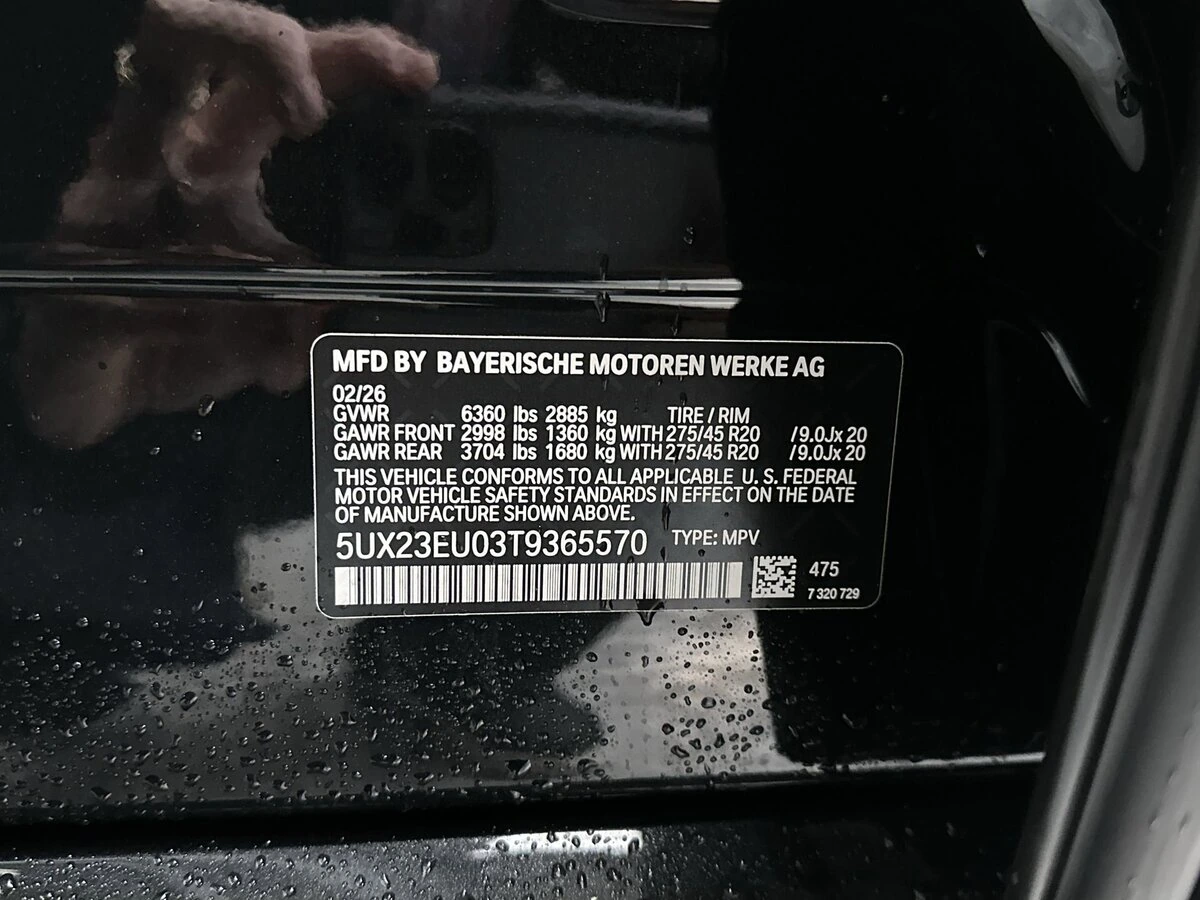 MFD BY BAYERISCHE MOTOREN WERKE AG
02/26
GVWR 6360 lbs 2885 kg TIRE / RIM
GAWR FRONT 2998 lbs 1360 kg WITH 275/45 R20 /9.0Jx 20
GAWR REAR 3704 lbs 1680 kg WITH 275/45 R20 /9.0Jx 20
THIS VEHICLE CONFORMS TO ALL APPLICABLE U. S. FEDERAL
MOTOR VEHICLE SAFETY STANDARDS IN EFFECT ON THE DATE
OF MANUFACTURE SHOWN ABOVE.
5UX23EU03T9365570 TYPE: MPV
475
7 320 729